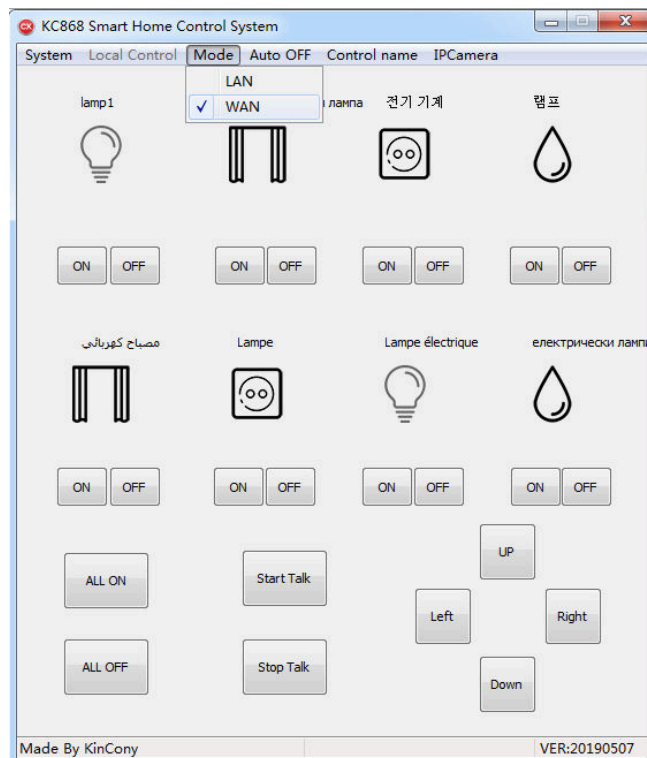 KC868 Smart Home Control System
System Local Control Mode Auto OFF Control name IPCamera
LAN
WAN
lamp1 лампа 전기 기계 램프
ON OFF ON OFF ON OFF ON OFF
مصباح كهربائي Lampe Lampe électrique електрически
ON OFF ON OFF ON OFF ON OFF
UP
ALL ON Start Talk
Left Right
ALL OFF Stop Talk
Down
Made By KinCony VER:20190507